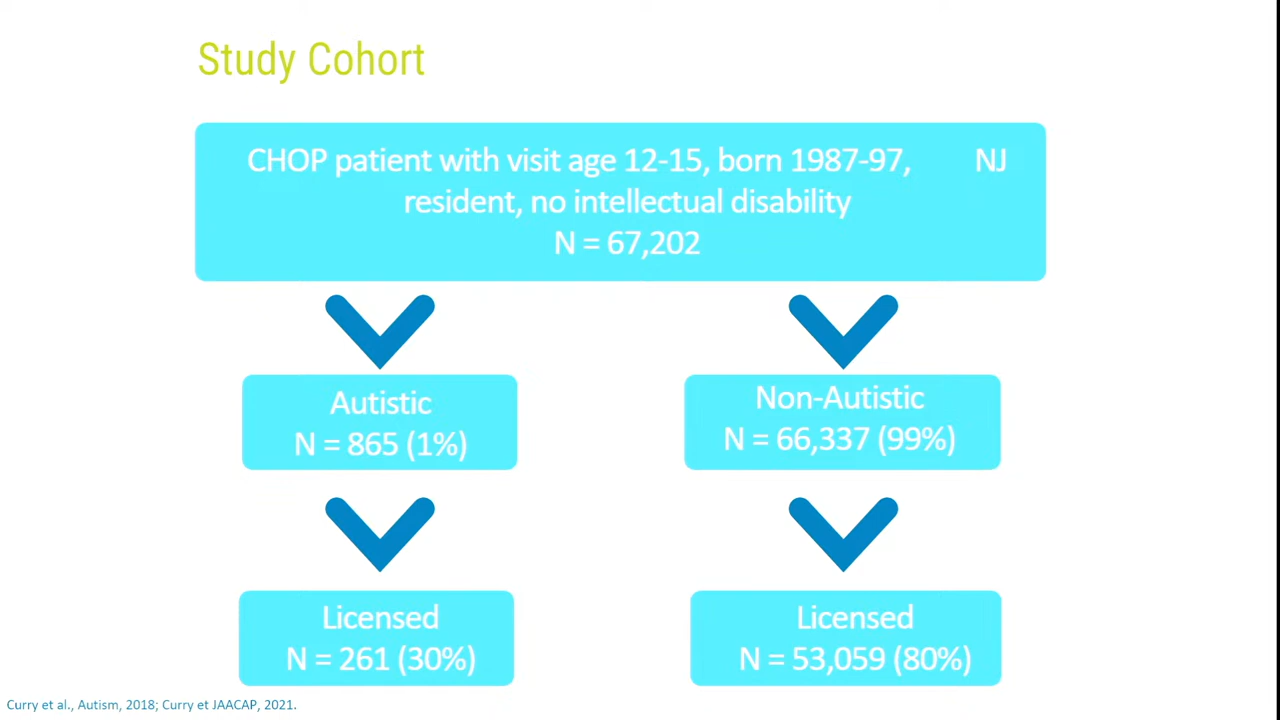 Study Cohort
CHOP patient with visit age 12-15, born 1987-97, NJ
resident, no intellectual disability
N = 67,202
Autistic
N = 865 (1%)
Non-Autistic
N = 66,337 (99%)
Licensed
N = 261 (30%)
Licensed
N = 53,059 (80%)
Curry et al., Autism, 2018; Curry et JAACAP, 2021.